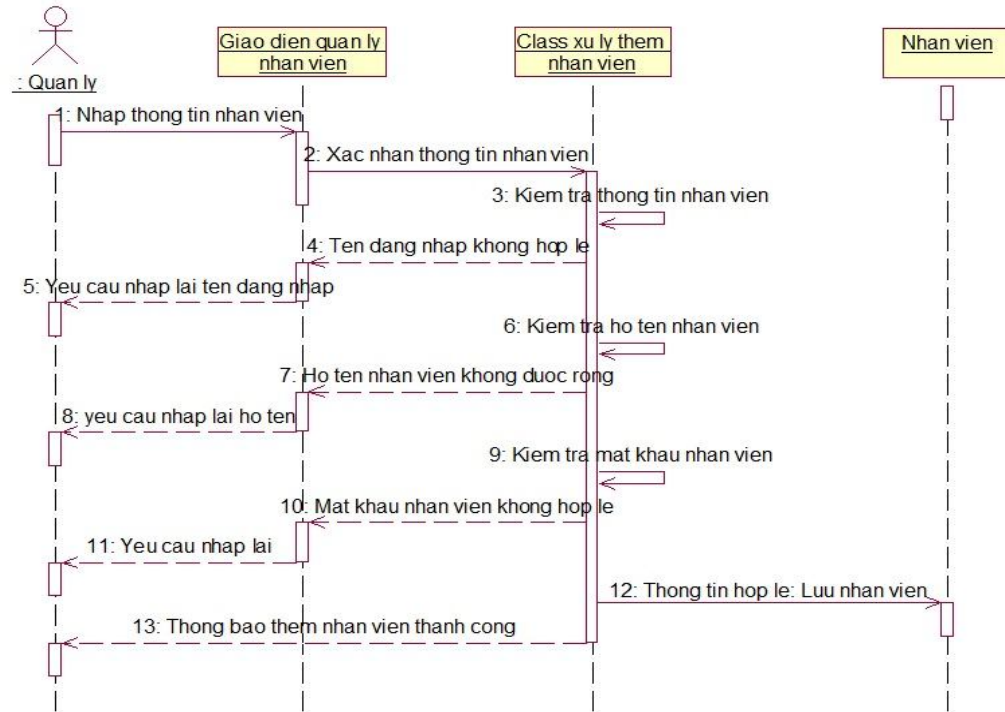 : Quan ly
Giao dien quan ly
nhan vien
Class xu ly them
nhan vien
Nhan vien
1: Nhap thong tin nhan vien
2: Xac nhan thong tin nhan vien
3: Kiem tra thong tin nhan vien
4: Ten dang nhap khong hop le
5: Yeu cau nhap lai ten dang nhap
6: Kiem tra ho ten nhan vien
7: Ho ten nhan vien khong duoc rong
8: yeu cau nhap lai ho ten
9: Kiem tra mat khau nhan vien
10: Mat khau nhan vien khong hop le
11: Yeu cau nhap lai
12: Thong tin hop le: Luu nhan vien
13: Thong bao them nhan vien thanh cong